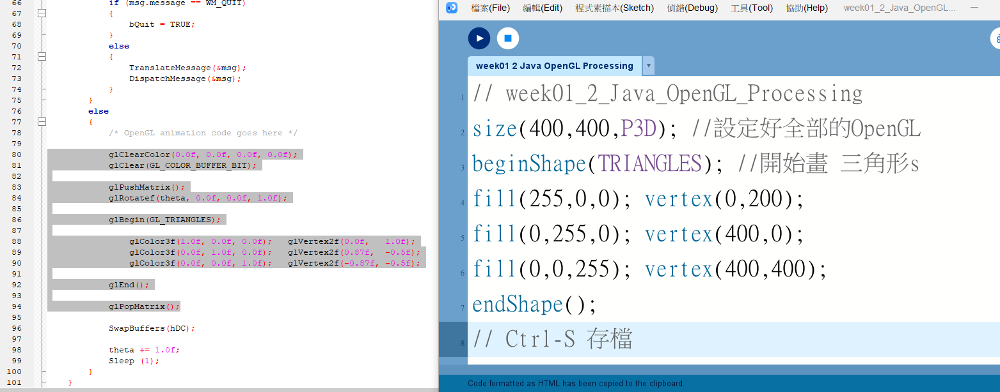 66 if (msg.message == WM_QUIT)
67 {
68 bQuit = TRUE;
69 }
70 else
71 {
72 TranslateMessage(&msg);
73 DispatchMessage(&msg);
74 }
75 }
76 else
77 {
78 /* OpenGL animation code goes here */
79
80 glClearColor(0.0f, 0.0f, 0.0f, 0.0f);
81 glClear(GL_COLOR_BUFFER_BIT);
82
83 glPushMatrix();
84 glRotatef(theta, 0.0f, 0.0f, 1.0f);
85
86 glBegin(GL_TRIANGLES);
87
88 glColor3f(1.0f, 0.0f, 0.0f); glVertex2f(0.0f, 1.0f);
89 glColor3f(0.0f, 1.0f, 0.0f); glVertex2f(0.87f, -0.5f);
90 glColor3f(0.0f, 0.0f, 1.0f); glVertex2f(-0.87f, -0.5f);
91
92 glEnd();
93
94 glPopMatrix();
95
96 SwapBuffers(hDC);
97
98 theta += 1.0f;
99 Sleep (1);
100 }
101 }
檔案(File) 編輯(Edit) 程式素描本(Sketch) 偵錯(Debug) 工具(Tool) 協助(Help) week01_2_Java_OpenGL...
week01 2 Java OpenGL Processing
1 // week01_2_Java_OpenGL_Processing
2 size(400,400,P3D); //設定好全部的OpenGL
3 beginShape(TRIANGLES); //開始畫 三角形s
4 fill(255,0,0); vertex(0,200);
5 fill(0,255,0); vertex(400,0);
6 fill(0,0,255); vertex(400,400);
7 endShape();
8 // Ctrl-S 存檔
Code formatted as HTML has been copied to the clipboard.